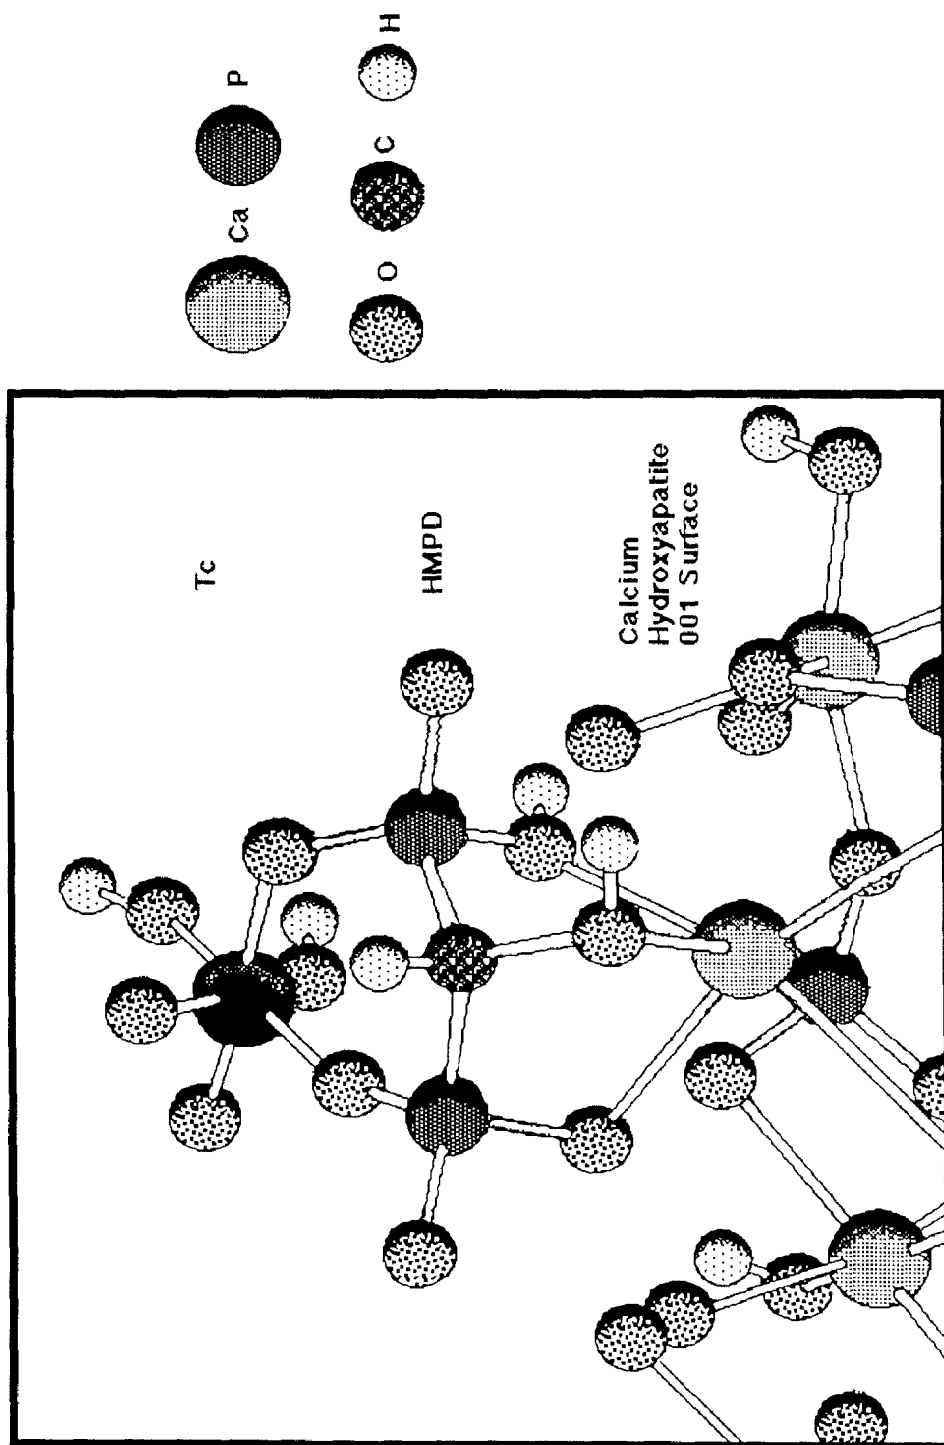 Ca
P
O
C
H
Tc
HMPD
Calcium
Hydroxyapatite
001 Surface